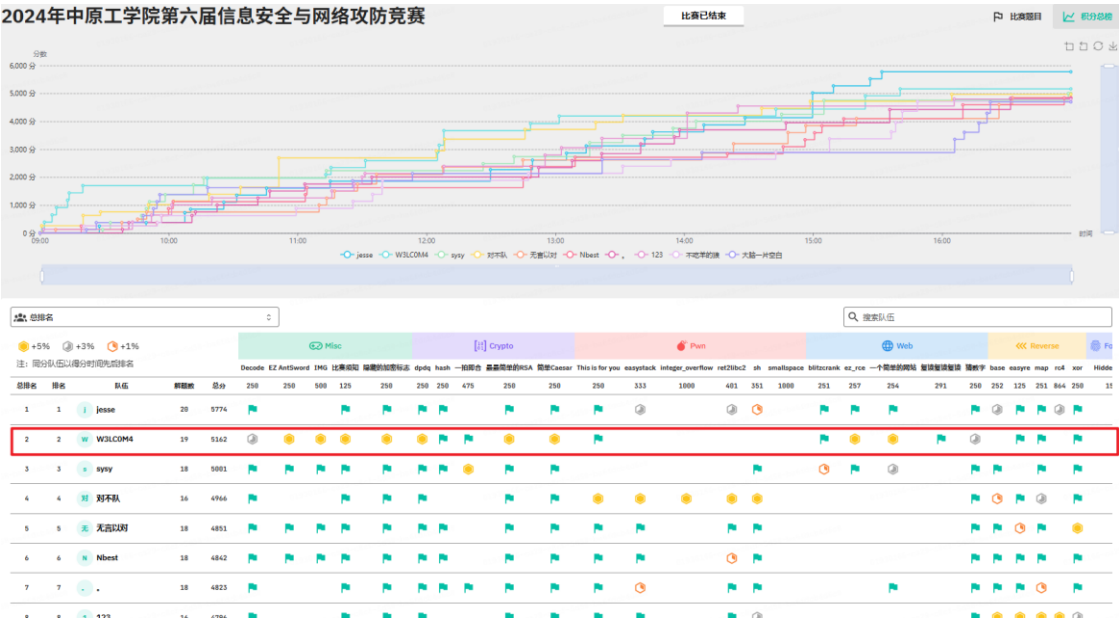 2024年中原工学院第六届信息安全与网络攻防竞赛
比赛已结束
比赛题目
积分总榜
分数
6,000 分
5,000 分
4,000 分
3,000 分
2,000 分
1,000 分
0 分
09:00 10:00 11:00 12:00 13:00 14:00 15:00 16:00
时间
jesse W3LC0M4 sysy 对不队 无言以对 Nbest 。 123 不吃羊的狼 大脑一片空白
总排名
搜索队伍
+5% +3% +1%
注：同分队伍以得分时间先后排名
Misc Crypto Pwn Web Reverse Fo
Decode EZ AntSword IMG 比赛须知 隐藏的加密标志 dpdq hash 一拍即合 最最简单的RSA 简单Caesar This is for you easystack integer_overflow ret2libc2 sh smallspace blitzcrank ez_rce 一个简单的网站 复读复读复读 猜数字 base easyre map rc4 xor Hidde
总排名 排名 队伍 解题数 总分 250 250 500 125 250 250 250 475 250 250 250 333 1000 401 351 1000 251 257 254 291 250 252 125 251 864 250 15
1 1 j jesse 20 5774
2 2 W W3LC0M4 19 5162
3 3 s sysy 18 5001
4 4 对 对不队 16 4966
5 5 无 无言以对 18 4851
6 6 N Nbest 18 4842
7 7 . . 18 4823
8 8 123 16 4796